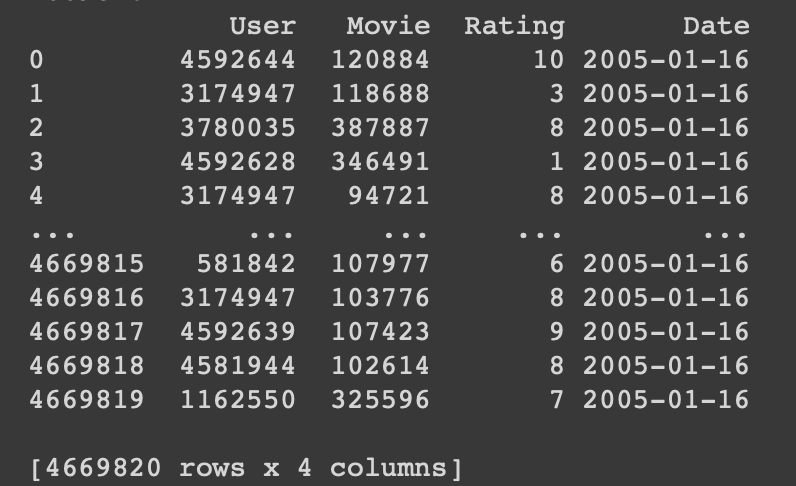 User Movie Rating Date
0 4592644 120884 10 2005-01-16
1 3174947 118688 3 2005-01-16
2 3780035 387887 8 2005-01-16
3 4592628 346491 1 2005-01-16
4 3174947 94721 8 2005-01-16
... ... ... ... ...
4669815 581842 107977 6 2005-01-16
4669816 3174947 103776 8 2005-01-16
4669817 4592639 107423 9 2005-01-16
4669818 4581944 102614 8 2005-01-16
4669819 1162550 325596 7 2005-01-16
[4669820 rows x 4 columns]